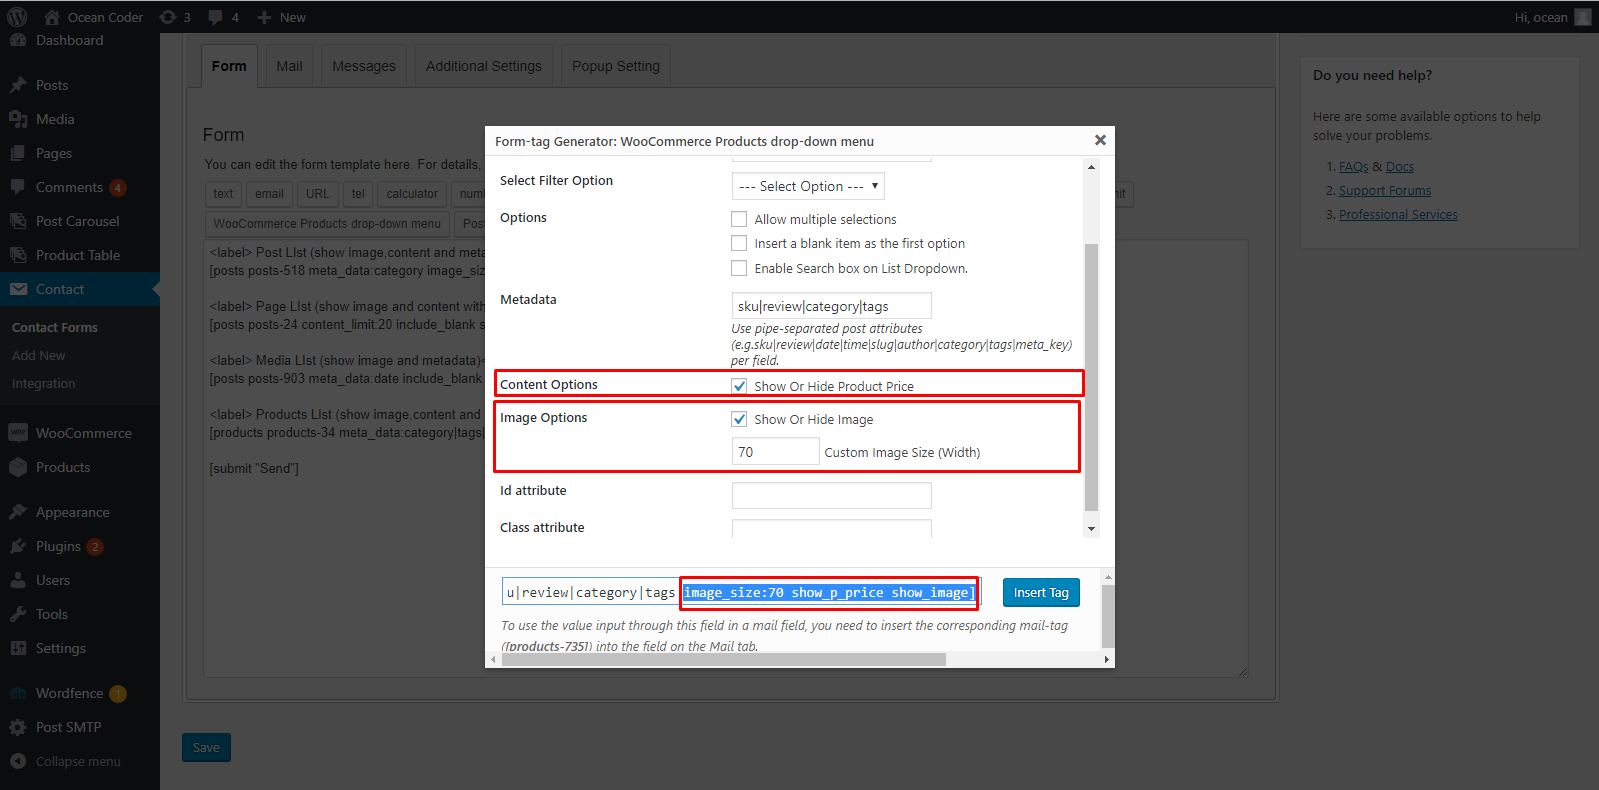 Ocean Coder
3
4
New
Hi, ocean
Dashboard
Posts
Media
Pages
Comments 4
Post Carousel
Product Table
Contact
Contact Forms
Add New
Integration
WooCommerce
Products
Appearance
Plugins 2
Users
Tools
Settings
Wordfence 1
Post SMTP
Collapse menu
Form
Mail
Messages
Additional Settings
Popup Setting
Form
You can edit the form template here. For details,
text
email
URL
tel
calculator
WooCommerce Products drop-down menu
<label> Post LIst (show image,content and meta
[posts posts-518 meta_data:category image_siz
<label> Page LIst (show image and content with
[posts posts-24 content_limit:20 include_blank s
<label> Media LIst (show image and metadata)<
[posts posts-903 meta_data:date include_blank
<label> Products LIst (show image,content and
[products products-34 meta_data:category|tags|
[submit "Send"]
Save
Form-tag Generator: WooCommerce Products drop-down menu
Select Filter Option
--- Select Option ---
Options
Allow multiple selections
Insert a blank item as the first option
Enable Search box on List Dropdown.
Metadata
sku|review|category|tags
Use pipe-separated post attributes
(e.g.sku|review|date|time|slug|author|category|tags|meta_key)
per field.
Content Options
Show Or Hide Product Price
Image Options
Show Or Hide Image
70
Custom Image Size (Width)
Id attribute
Class attribute
u|review|category|tags image_size:70 show_p_price show_image]
Insert Tag
To use the value input through this field in a mail field, you need to insert the corresponding mail-tag
([products-735]) into the field on the Mail tab.
Do you need help?
Here are some available options to help
solve your problems.
1. FAQs & Docs
2. Support Forums
3. Professional Services